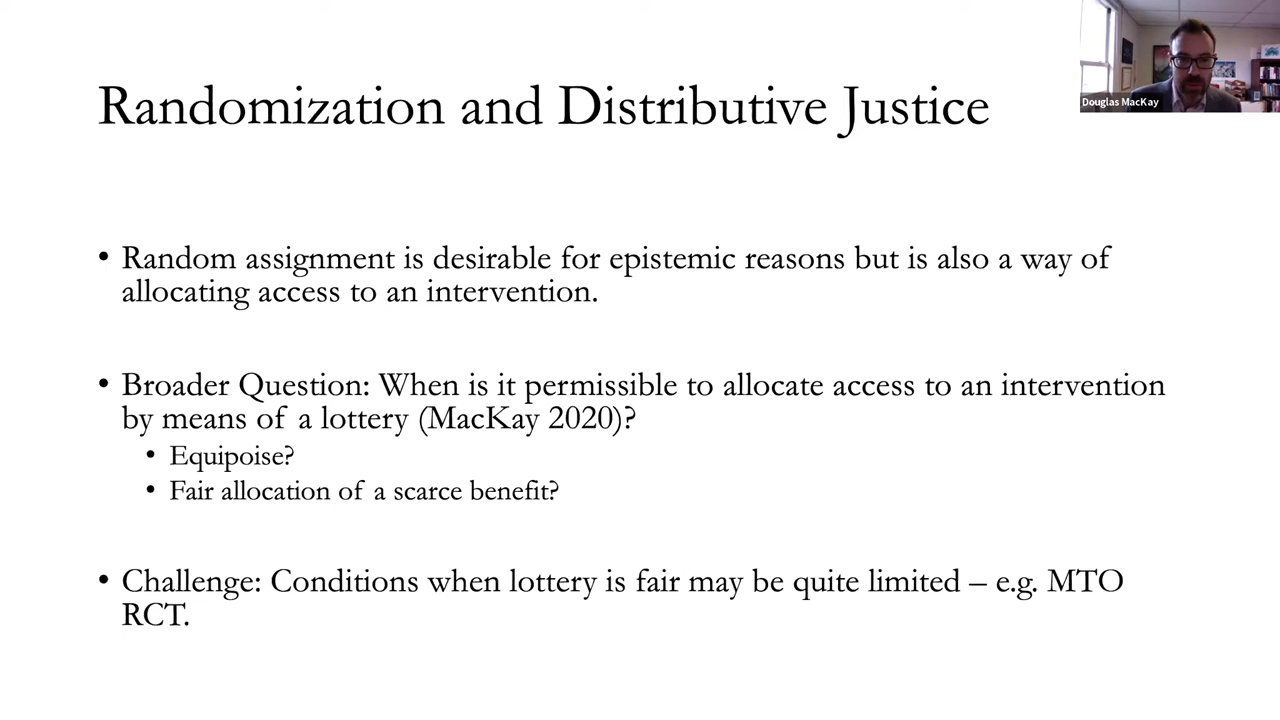 Douglas MacKay
Randomization and Distributive Justice
• Random assignment is desirable for epistemic reasons but is also a way of
allocating access to an intervention.
• Broader Question: When is it permissible to allocate access to an intervention
by means of a lottery (MacKay 2020)?
• Equipoise?
• Fair allocation of a scarce benefit?
• Challenge: Conditions when lottery is fair may be quite limited – e.g. MTO
RCT.